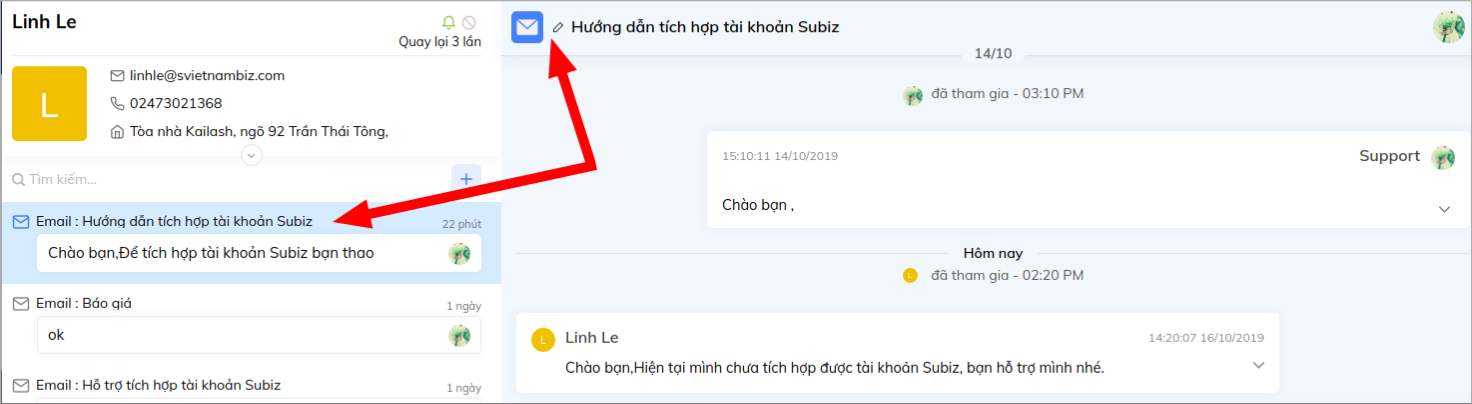 Linh Le
Quay lại 3 lần
L
linhle@svietnambiz.com
02473021368
Tòa nhà Kailash, ngõ 92 Trần Thái Tông,
Tìm kiếm...
+
Email : Hướng dẫn tích hợp tài khoản Subiz
22 phút
Chào bạn,Để tích hợp tài khoản Subiz bạn thao
Email : Báo giá
1 ngày
ok
Email : Hỗ trợ tích hợp tài khoản Subiz
1 ngày
Hướng dẫn tích hợp tài khoản Subiz
14/10
đã tham gia - 03:10 PM
15:10:11 14/10/2019
Support
Chào bạn ,
Hôm nay
L
đã tham gia - 02:20 PM
L
Linh Le
14:20:07 16/10/2019
Chào bạn,Hiện tại mình chưa tích hợp được tài khoản Subiz, bạn hỗ trợ mình nhé.